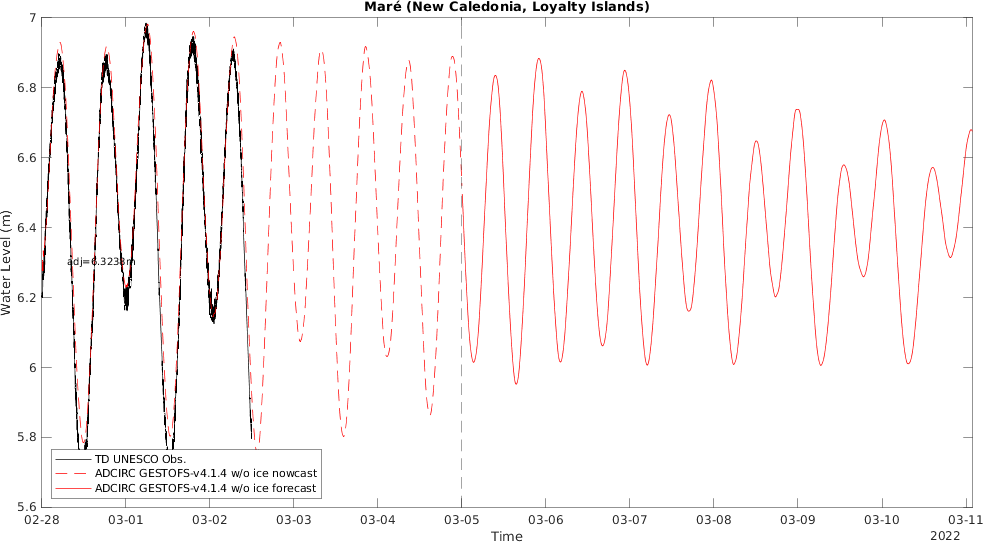 Maré (New Caledonia, Loyalty Islands)
7
6.8
6.6
6.4
6.2
6
5.8
5.6
Water Level (m)
adj=6.3233m
TD UNESCO Obs.
ADCIRC GESTOFS-v4.1.4 w/o ice nowcast
ADCIRC GESTOFS-v4.1.4 w/o ice forecast
02-28 03-01 03-02 03-03 03-04 03-05 03-06 03-07 03-08 03-09 03-10 03-11
Time
2022